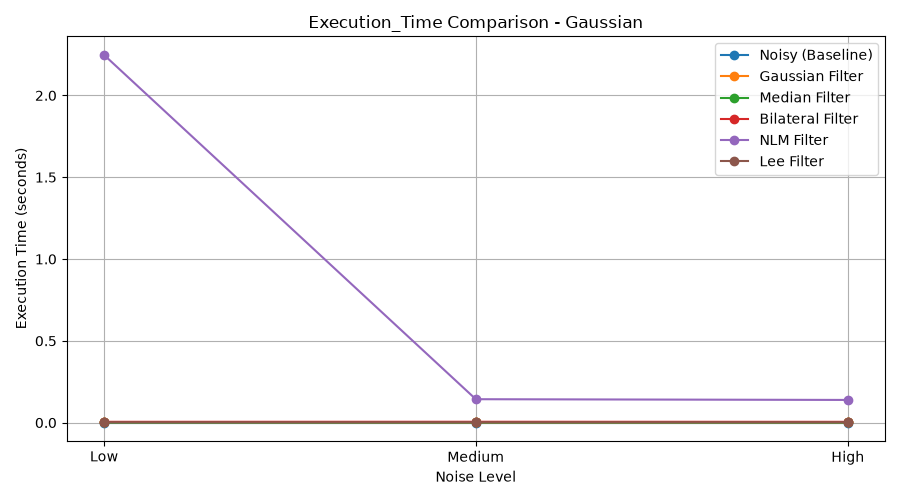 Execution_Time Comparison - Gaussian
Noisy (Baseline)
Gaussian Filter
Median Filter
Bilateral Filter
NLM Filter
Lee Filter
Execution Time (seconds)
2.0
1.5
1.0
0.5
0.0
Low Medium High
Noise Level